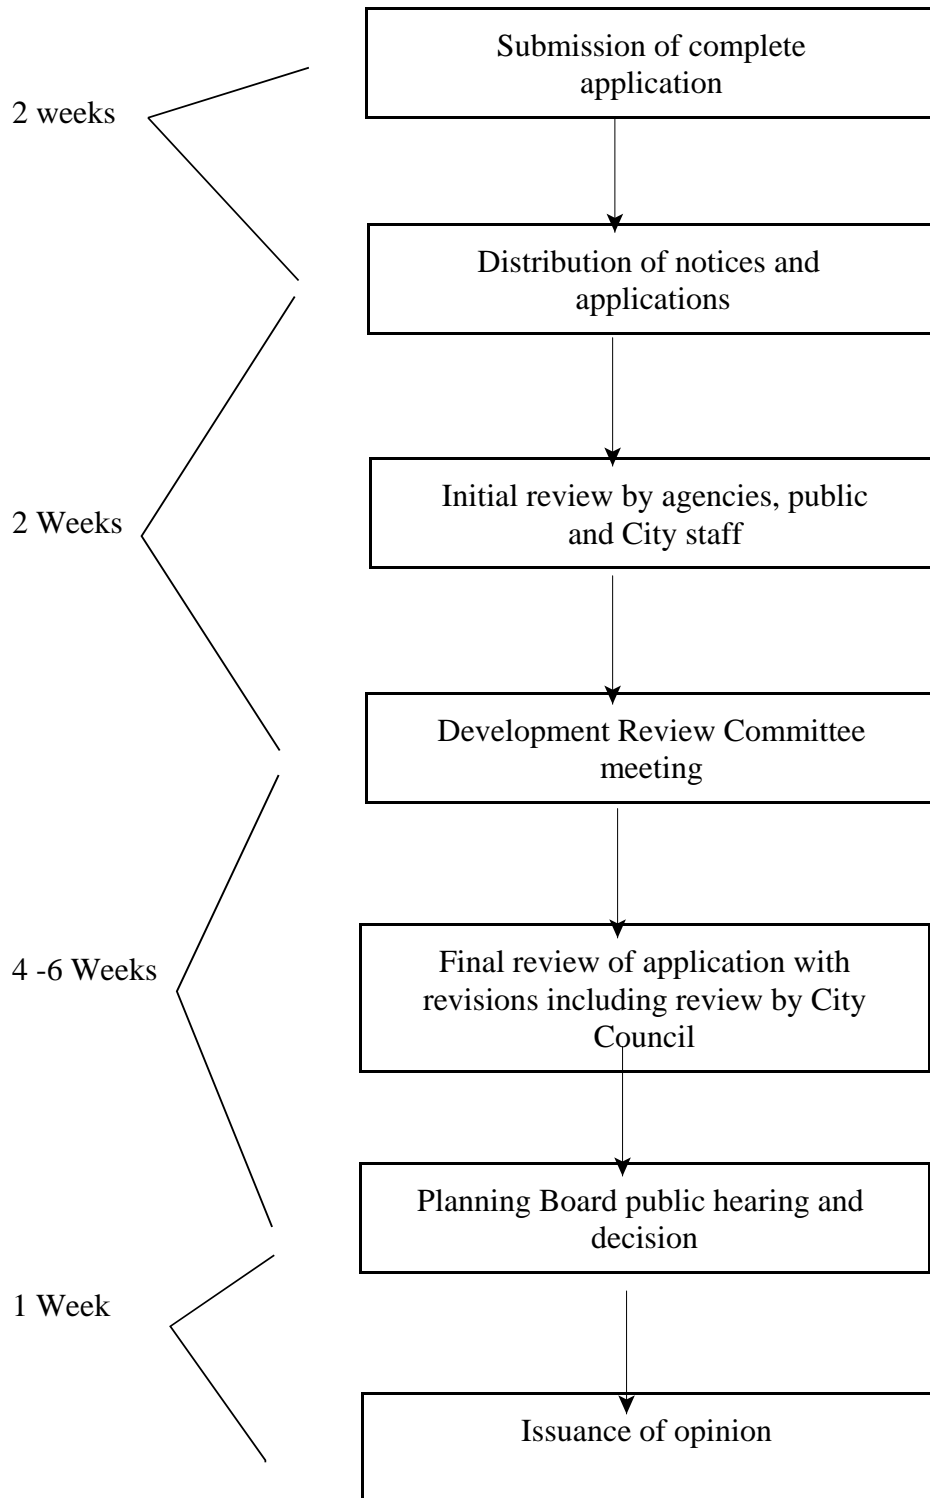 Submission of complete
application
2 weeks
Distribution of notices and
applications
Initial review by agencies, public
and City staff
2 Weeks
Development Review Committee
meeting
4 -6 Weeks
Final review of application with
revisions including review by City
Council
Planning Board public hearing and
decision
1 Week
Issuance of opinion